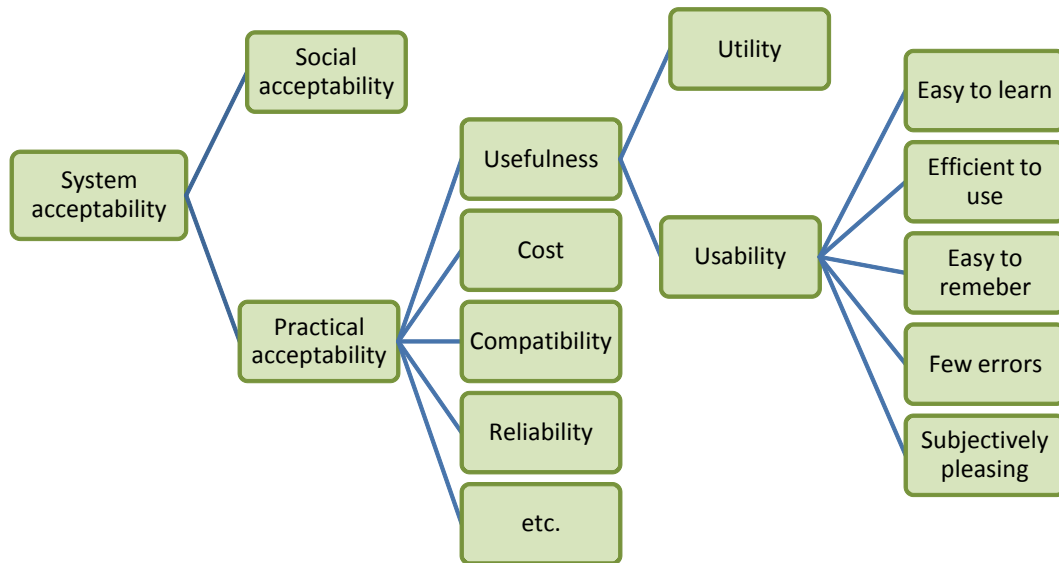 System
acceptability
Social
acceptability
Practical
acceptability
Usefulness
Cost
Compatibility
Reliability
etc.
Utility
Usability
Easy to learn
Efficient to
use
Easy to
remeber
Few errors
Subjectively
pleasing